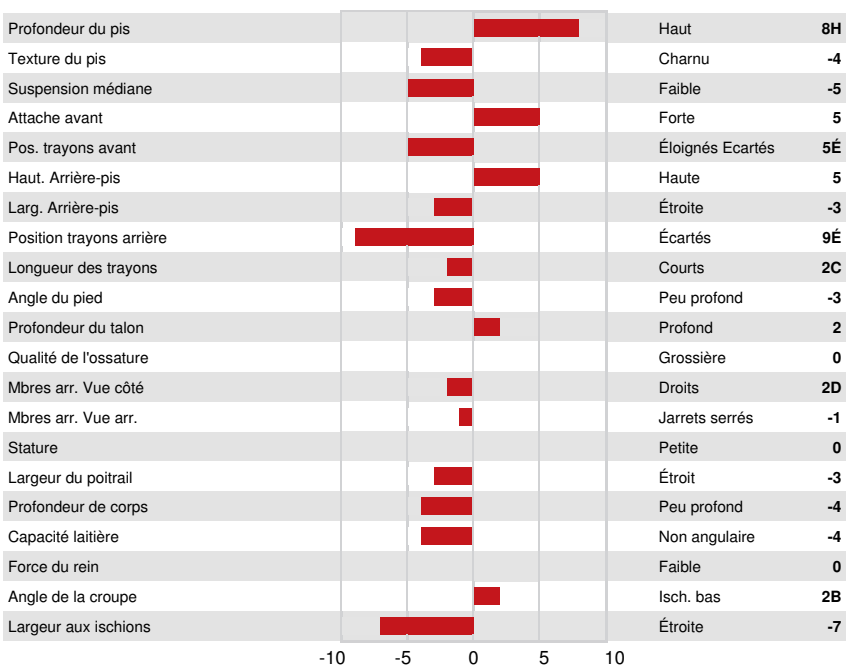 Profondeur du pis Haut 8H
Texture du pis Charnu -4
Suspension médiane Faible -5
Attache avant Forte 5
Pos. trayons avant Éloignés Ecartés 5É
Haut. Arrière-pis Haute 5
Larg. Arrière-pis Étroite -3
Position trayons arrière Écartés 9É
Longueur des trayons Courts 2C
Angle du pied Peu profond -3
Profondeur du talon Profond 2
Qualité de l'ossature Grossière 0
Mbres arr. Vue côté Droits 2D
Mbres arr. Vue arr. Jarrets serrés -1
Stature Petite 0
Largeur du poitrail Étroit -3
Profondeur de corps Peu profond -4
Capacité laitière Non angulaire -4
Force du rein Faible 0
Angle de la croupe Isch. bas 2B
Largeur aux ischions Étroite -7
-10 -5 0 5 10